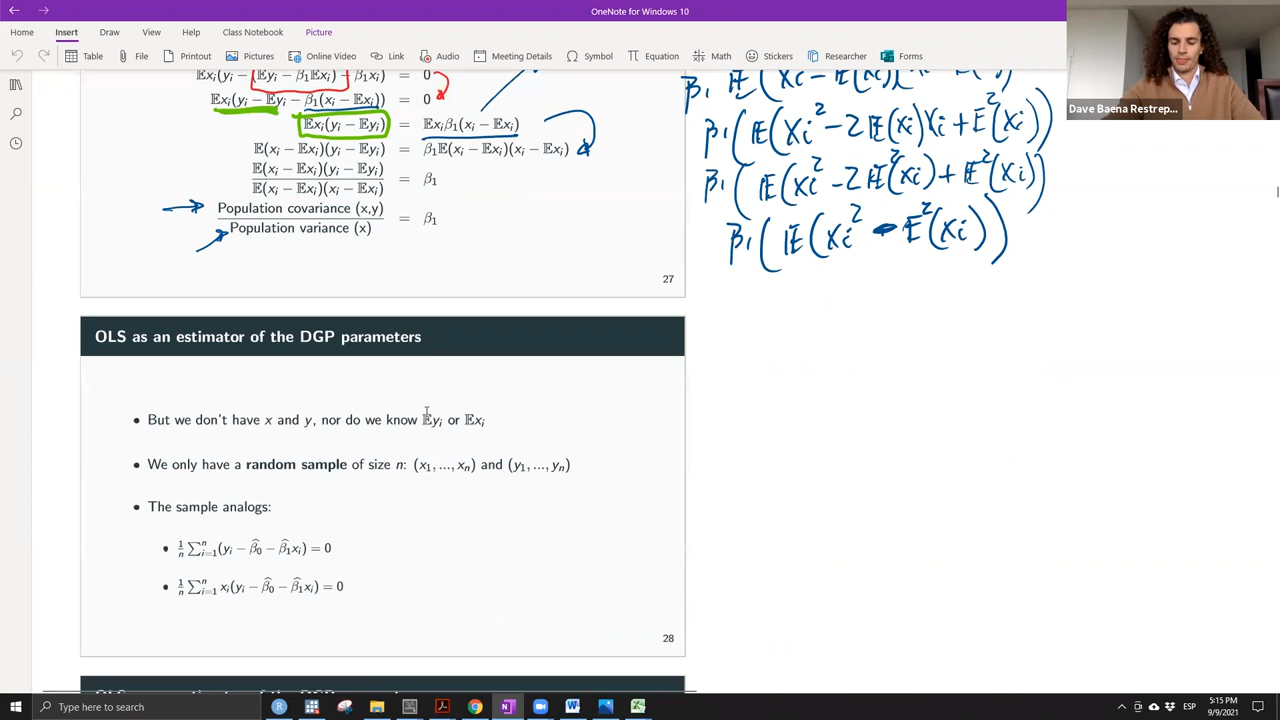 OneNote for Windows 10
Home Insert Draw View Help Class Notebook Picture
Table File Printout Pictures Online Video Link Audio Meeting Details Symbol Equation Math Stickers Researcher Forms
Dave Baena Restrep...
𝔼xᵢ(yᵢ − 𝔼yᵢ − β₁𝔼xᵢ) β₁xᵢ) = 0
𝔼xᵢ(yᵢ − 𝔼yᵢ − β₁(xᵢ − 𝔼xᵢ)) = 0
𝔼xᵢ(yᵢ − 𝔼yᵢ) = 𝔼xᵢβ₁(xᵢ − 𝔼xᵢ)
𝔼(xᵢ − 𝔼xᵢ)(yᵢ − 𝔼yᵢ) = β₁𝔼(xᵢ − 𝔼xᵢ)(xᵢ − 𝔼xᵢ)
𝔼(xᵢ − 𝔼xᵢ)(yᵢ − 𝔼yᵢ)
𝔼(xᵢ − 𝔼xᵢ)(xᵢ − 𝔼xᵢ) = β₁
Population covariance (x,y)
Population variance (x) = β₁
27
β₁(𝔼(Xᵢ² − 2𝔼(Xᵢ)Xᵢ + 𝔼²(Xᵢ))
β₁(𝔼(Xᵢ² − 2𝔼²(Xᵢ) + 𝔼²(Xᵢ))
β₁(𝔼(Xᵢ² − 𝔼²(Xᵢ))
OLS as an estimator of the DGP parameters
• But we don't have x and y, nor do we know 𝔼yᵢ or 𝔼xᵢ
• We only have a random sample of size n: (x₁, ..., xₙ) and (y₁, ..., yₙ)
• The sample analogs:
• 1/n ∑ⁿᵢ₌₁(yᵢ − β̂₀ − β̂₁xᵢ) = 0
• 1/n ∑ⁿᵢ₌₁ xᵢ(yᵢ − β̂₀ − β̂₁xᵢ) = 0
28
Type here to search
ESP
5:15 PM
9/9/2021